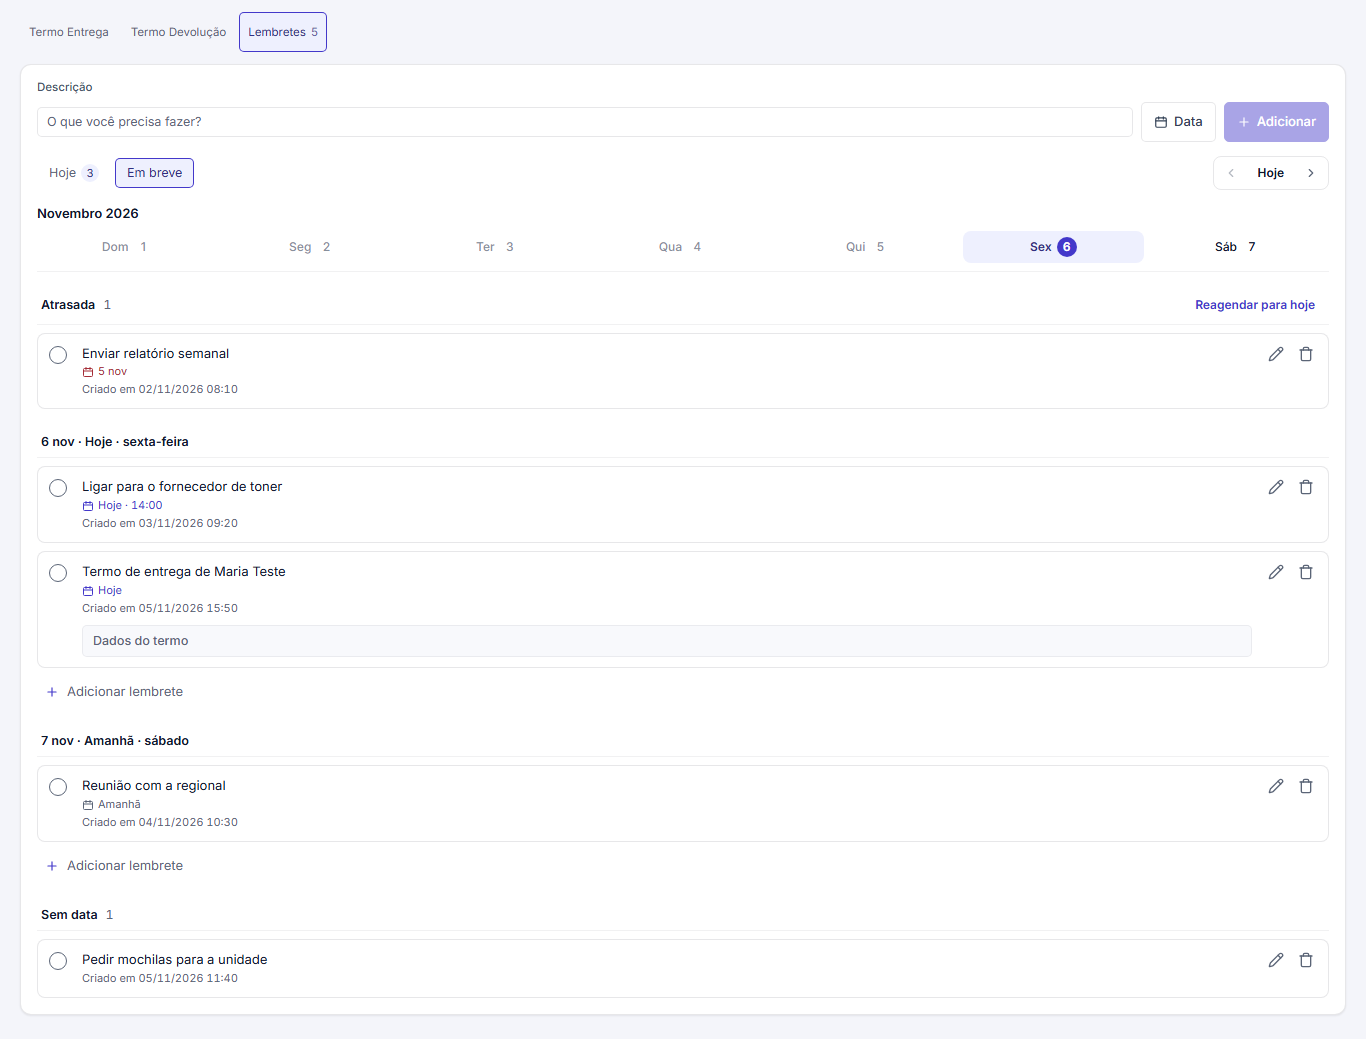 Termo Entrega Termo Devolução Lembretes 5
Descrição
O que você precisa fazer? Data + Adicionar
Hoje 3 Em breve < Hoje >
Novembro 2026
Dom 1 Seg 2 Ter 3 Qua 4 Qui 5 Sex 6 Sáb 7
Atrasada 1 Reagendar para hoje
Enviar relatório semanal
5 nov
Criado em 02/11/2026 08:10
6 nov · Hoje · sexta-feira
Ligar para o fornecedor de toner
Hoje · 14:00
Criado em 03/11/2026 09:20
Termo de entrega de Maria Teste
Hoje
Criado em 05/11/2026 15:50
Dados do termo
+ Adicionar lembrete
7 nov · Amanhã · sábado
Reunião com a regional
Amanhã
Criado em 04/11/2026 10:30
+ Adicionar lembrete
Sem data 1
Pedir mochilas para a unidade
Criado em 05/11/2026 11:40